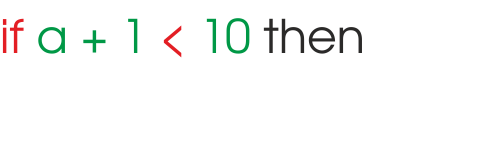 if a + 1 < 10 then